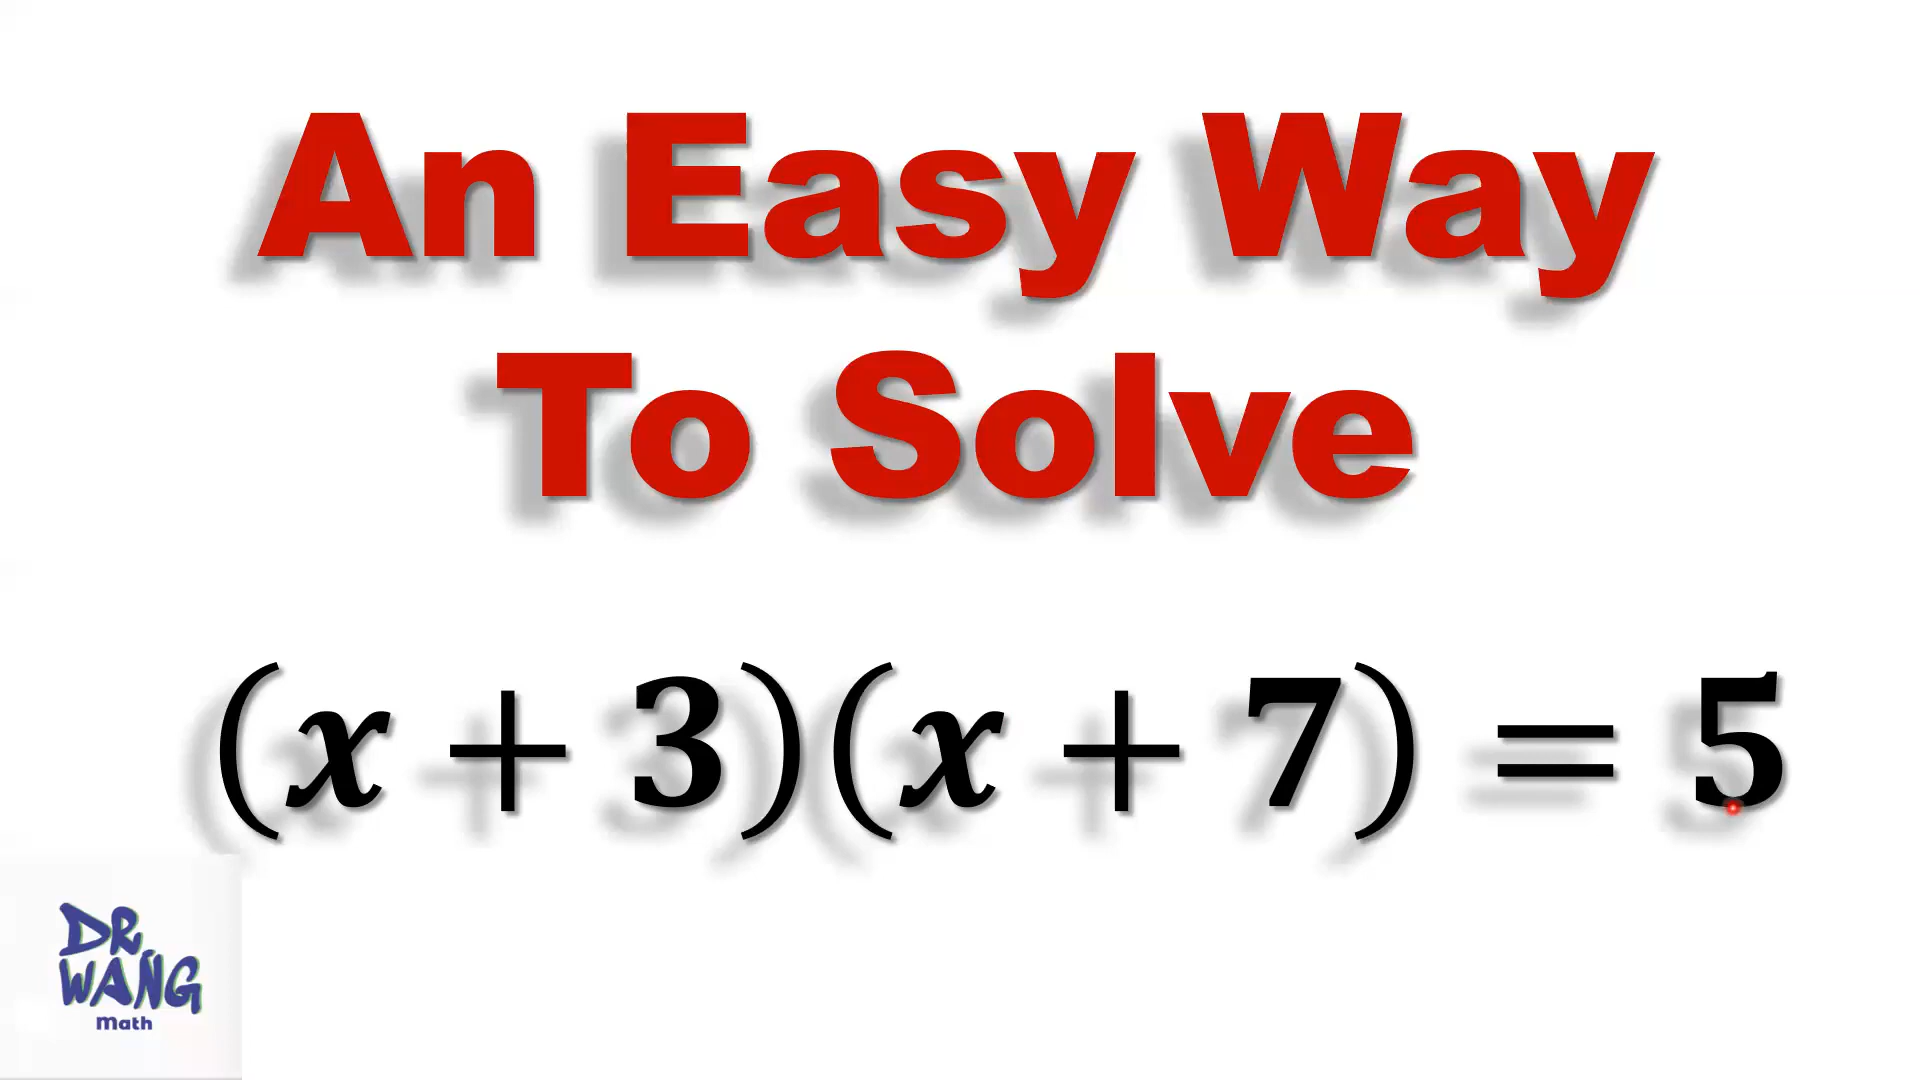 An Easy Way
To Solve
(x + 3)(x + 7) = 5
DR.
WANG
Math